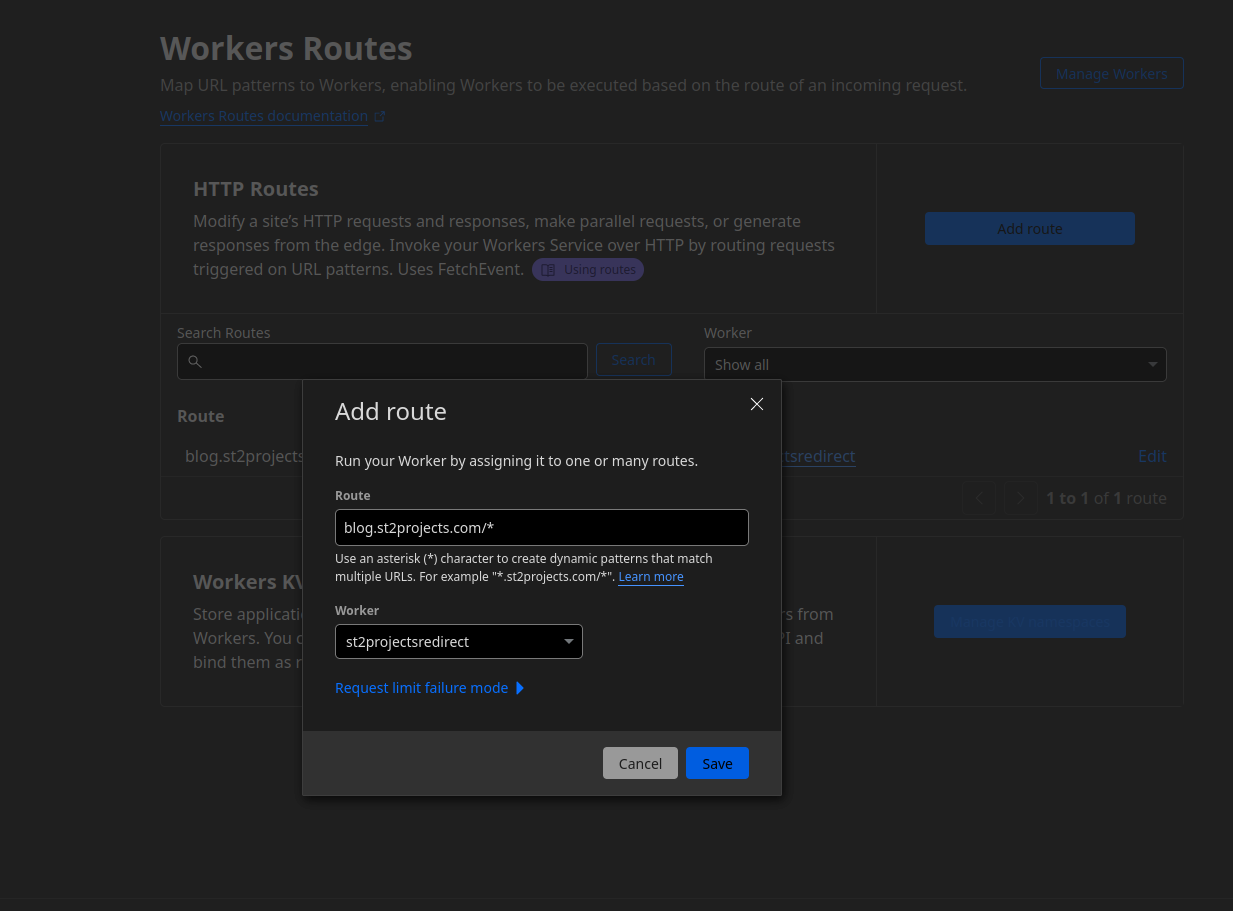 Workers Routes
Map URL patterns to Workers, enabling Workers to be executed based on the route of an incoming request.
Manage Workers
Workers Routes documentation
HTTP Routes
Modify a site's HTTP requests and responses, make parallel requests, or generate
responses from the edge. Invoke your Workers Service over HTTP by routing requests
triggered on URL patterns. Uses FetchEvent.
Using routes
Add route
Search Routes
Search
Worker
Show all
Route
blog.st2projects
tsredirect
Edit
1 to 1 of 1 route
Add route
Run your Worker by assigning it to one or many routes.
Route
blog.st2projects.com/*
Use an asterisk (*) character to create dynamic patterns that match
multiple URLs. For example "*.st2projects.com/*". Learn more
Worker
st2projectsredirect
Request limit failure mode
Cancel
Save
Workers KV
Store applicatio
rs from
Workers. You c
PI and
bind them as r